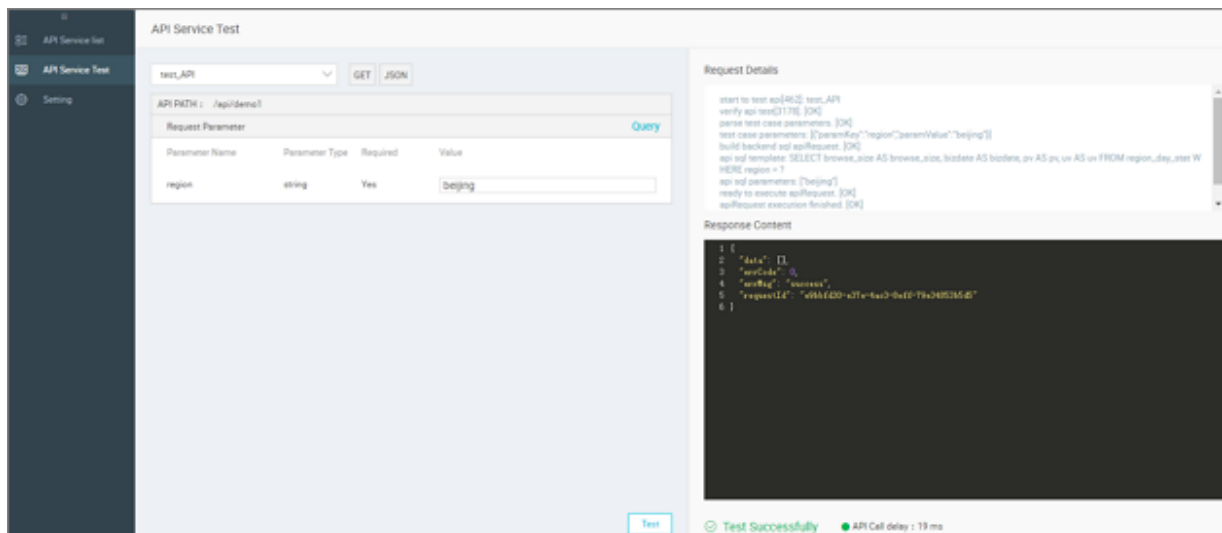 API Service list
API Service Test
Setting
API Service Test
test_API
GET
JSON
API PATH : /api/demo1
Request Parameter
Query
Parameter Name
Parameter Type
Required
Value
region
string
Yes
beijing
Test
Request Details
start to test api[462]: test_API
verify api test[3178]. [OK]
parse test case parameters. [OK]
test case parameters: [{"paramKey":"region","paramValue":"beijing"}]
build backend sql apiRequest. [OK]
api sql template: SELECT browse_size AS browse_size, bizdate AS bizdate, pv AS pv, uv AS uv FROM region_day_stat W
HERE region = ?
api sql parameters: ["beijing"]
ready to execute apiRequest. [OK]
apiRequest execution finished. [OK]
Response Content
1 {
2 "data": [],
3 "errCode": 0,
4 "errMsg": "success",
5 "requestId":
6 }
Test Successfully
API Call delay : 19 ms